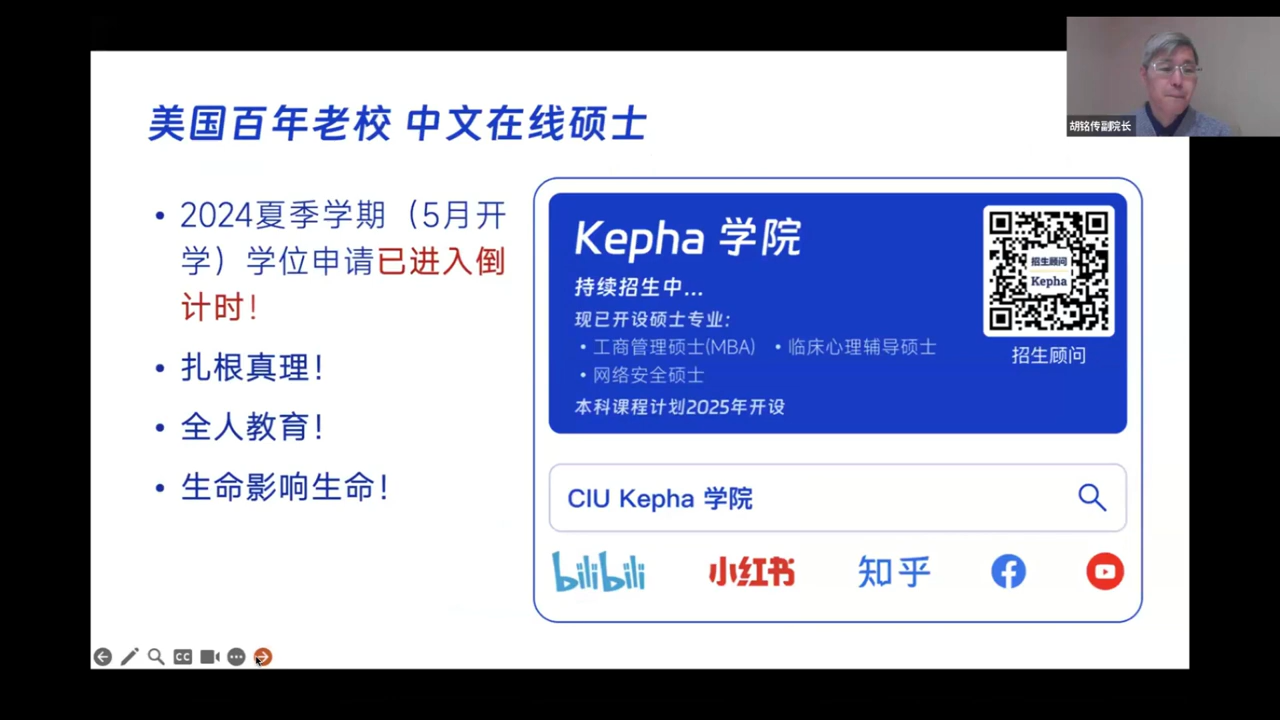 美国百年老校 中文在线硕士
• 2024夏季学期（5月开
学）学位申请已进入倒
计时！
• 扎根真理！
• 全人教育！
• 生命影响生命！
Kepha 学院
持续招生中...
现已开设硕士专业：
• 工商管理硕士(MBA) • 临床心理辅导硕士
• 网络安全硕士
本科课程计划2025年开设
招生顾问
Kepha
招生顾问
CIU Kepha 学院
bilibili 小红书 知乎
胡铭传副院长
CC